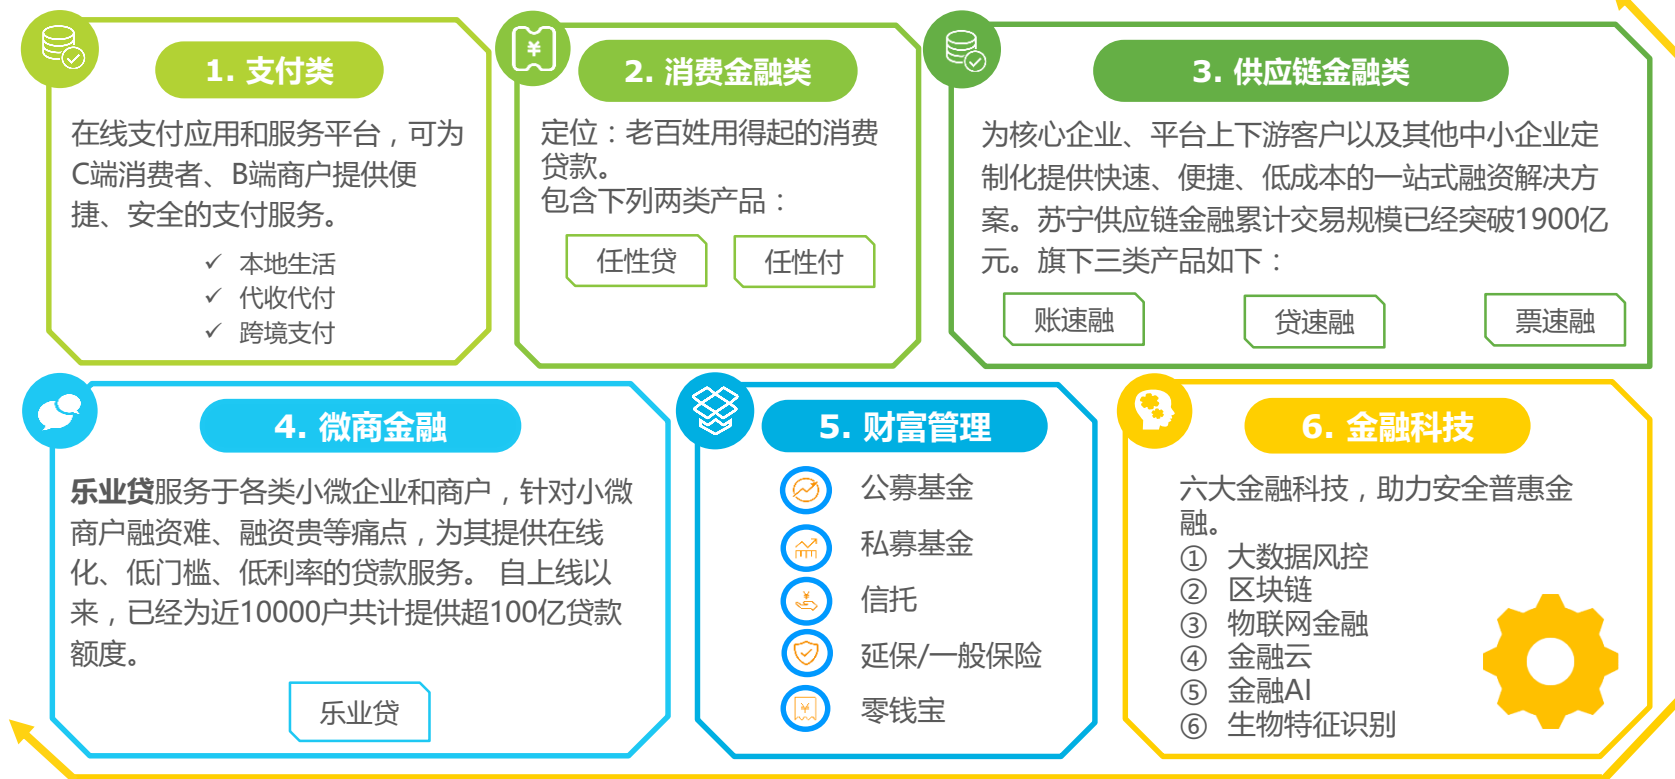 1. 支付类
在线支付应用和服务平台，可为
C端消费者、B端商户提供便
捷、安全的支付服务。
✓ 本地生活
✓ 代收代付
✓ 跨境支付
2. 消费金融类
定位：老百姓用得起的消费
贷款。
包含下列两类产品：
任性贷
任性付
3. 供应链金融类
为核心企业、平台上下游客户以及其他中小企业定
制化提供快速、便捷、低成本的一站式融资解决方
案。苏宁供应链金融累计交易规模已经突破1900亿
元。旗下三类产品如下：
账速融
贷速融
票速融
4. 微商金融
乐业贷服务于各类小微企业和商户，针对小微
商户融资难、融资贵等痛点，为其提供在线
化、低门槛、低利率的贷款服务。 自上线以
来，已经为近10000户共计提供超100亿贷款
额度。
乐业贷
5. 财富管理
公募基金
私募基金
信托
延保/一般保险
零钱宝
6. 金融科技
六大金融科技，助力安全普惠金
融。
① 大数据风控
② 区块链
③ 物联网金融
④ 金融云
⑤ 金融AI
⑥ 生物特征识别